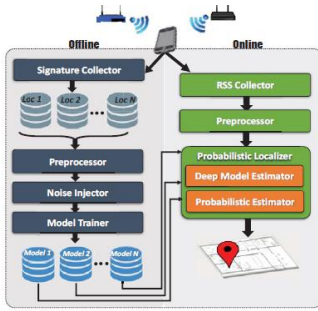 Offline
Online
Signature Collector
Loc 1
Loc 2
Loc N
Preprocessor
Noise Injector
Model Trainer
Model 1
Model 2
Model N
RSS Collector
Preprocessor
Probabilistic Localizer
Deep Model Estimator
Probabilistic Estimator